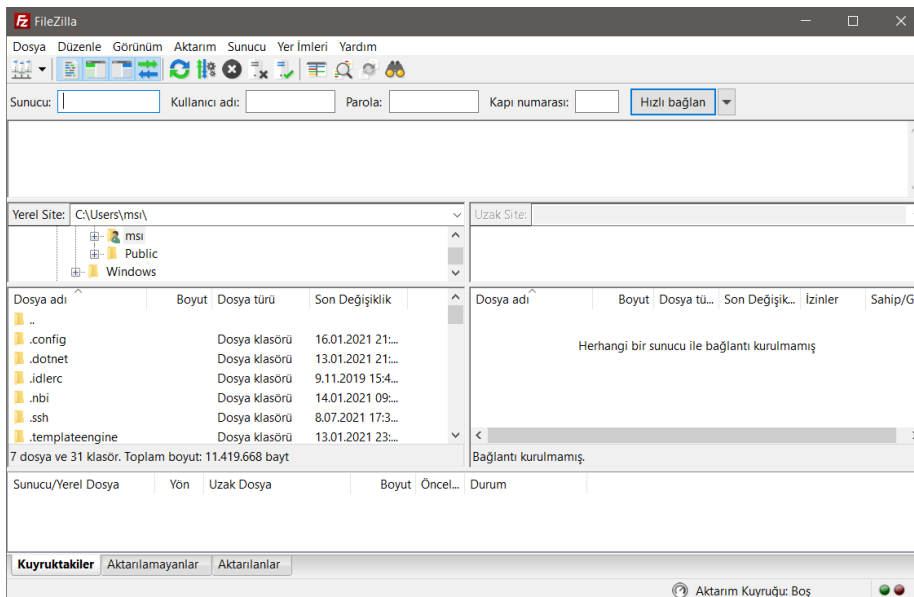 FileZilla
Dosya Düzenle Görünüm Aktarım Sunucu Yer İmleri Yardım
Sunucu: Kullanıcı adı: Parola: Kapı numarası: Hızlı bağlan
Yerel Site: C:\Users\msı\
Uzak Site:
msı
Public
Windows
Dosya adı Boyut Dosya türü Son Değişiklik
..
.config Dosya klasörü 16.01.2021 21:...
.dotnet Dosya klasörü 13.01.2021 21:...
.idlerc Dosya klasörü 9.11.2019 15:4...
.nbi Dosya klasörü 14.01.2021 09:...
.ssh Dosya klasörü 8.07.2021 17:3...
.templateengine Dosya klasörü 13.01.2021 23:...
7 dosya ve 31 klasör. Toplam boyut: 11.419.668 bayt
Dosya adı Boyut Dosya tü... Son Değişik... İzinler Sahip/G
Herhangi bir sunucu ile bağlantı kurulmamış
Bağlantı kurulmamış.
Sunucu/Yerel Dosya Yön Uzak Dosya Boyut Öncel... Durum
Kuyruktakiler Aktarılamayanlar Aktarılanlar
Aktarım Kuyruğu: Boş